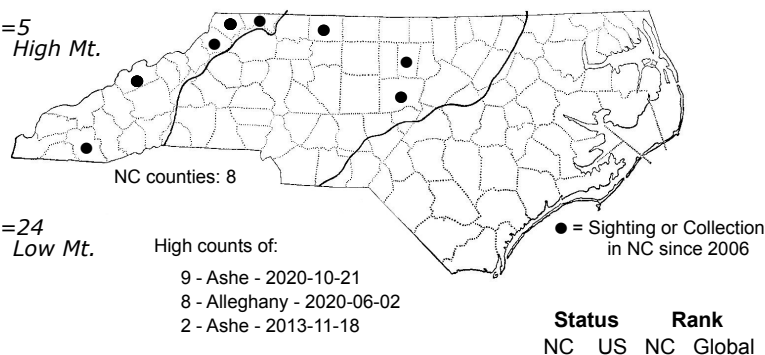 =5
High Mt.
NC counties: 8
=24
Low Mt.
High counts of:
9 - Ashe - 2020-10-21
8 - Alleghany - 2020-06-02
2 - Ashe - 2013-11-18
● = Sighting or Collection
in NC since 2006
Status Rank
NC US NC Global